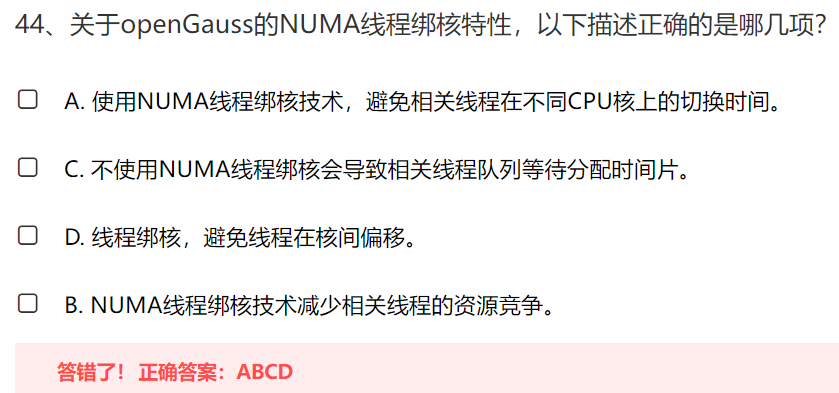 44、关于openGauss的NUMA线程绑核特性，以下描述正确的是哪几项？
A. 使用NUMA线程绑核技术，避免相关线程在不同CPU核上的切换时间。
C. 不使用NUMA线程绑核会导致相关线程队列等待分配时间片。
D. 线程绑核，避免线程在核间偏移。
B. NUMA线程绑核技术减少相关线程的资源竞争。
答错了！正确答案：ABCD